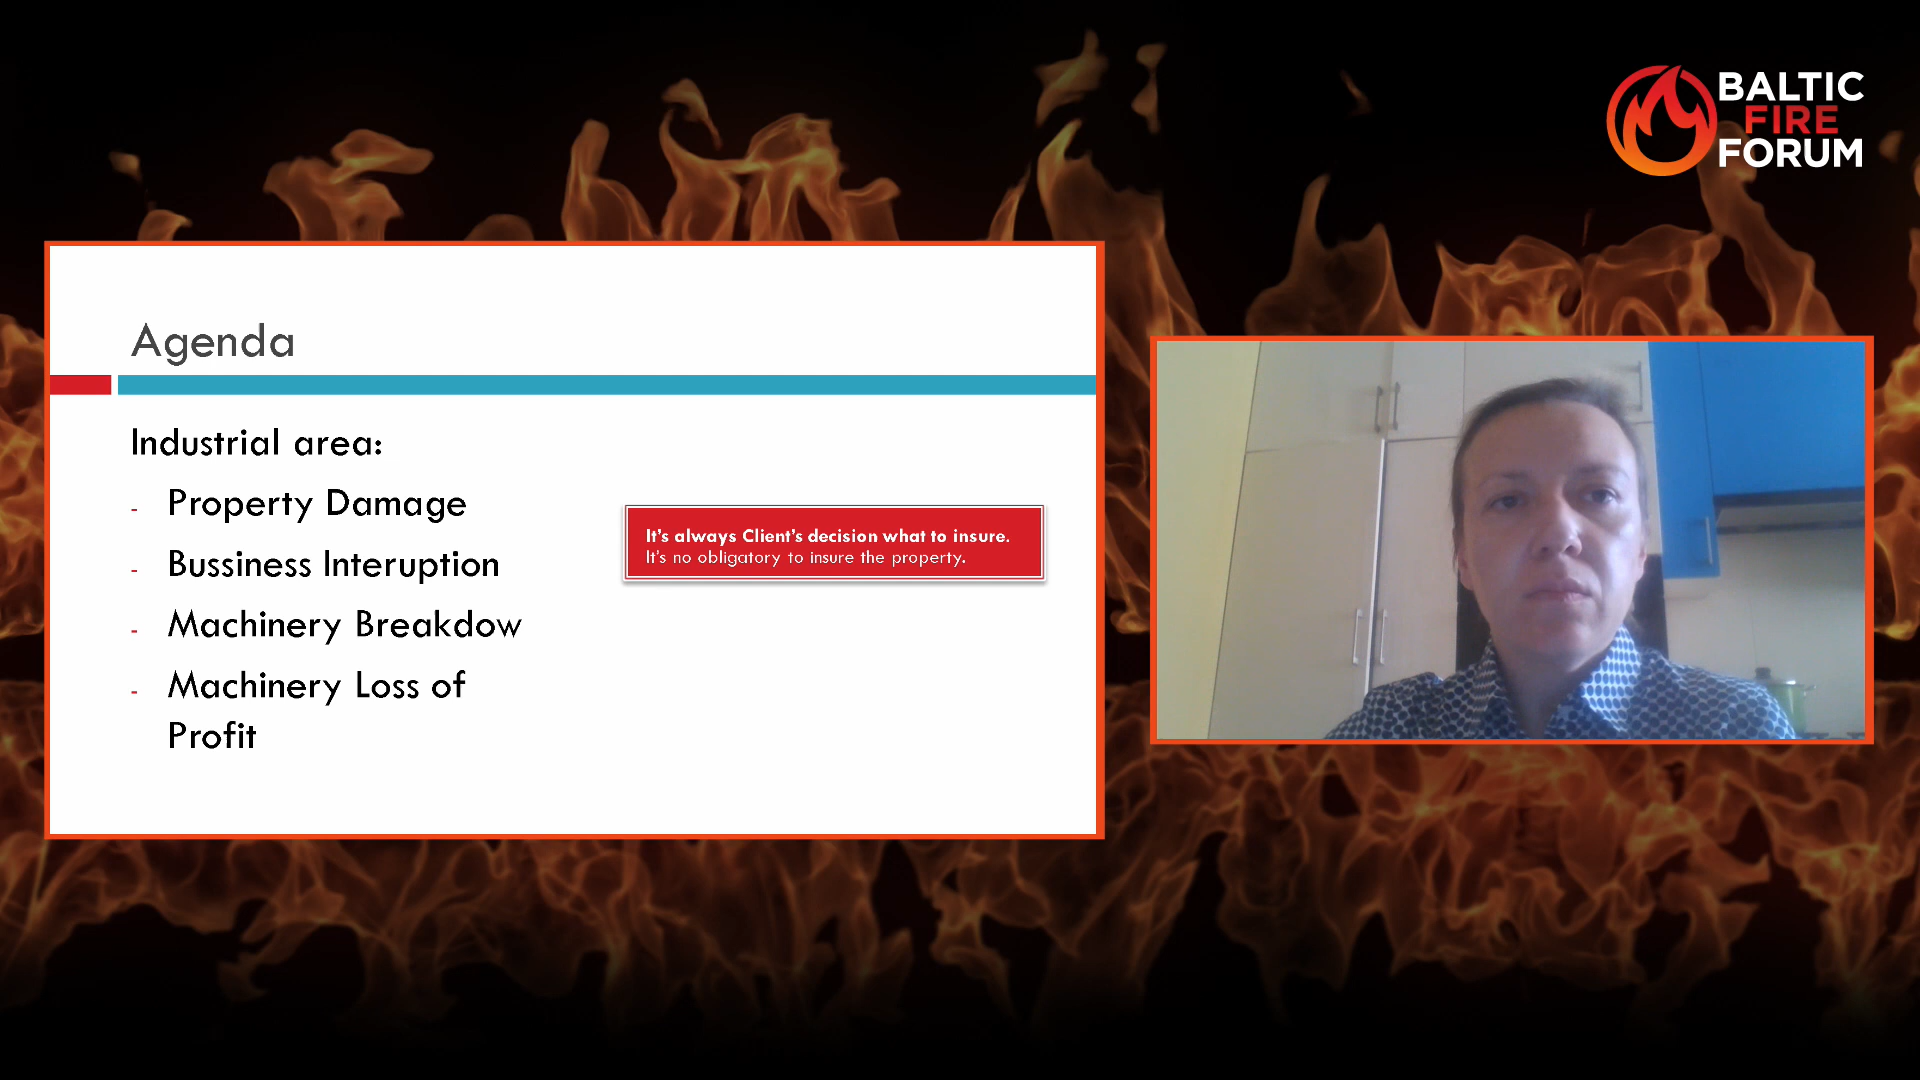 BALTIC
FIRE
FORUM
Agenda
Industrial area:
- Property Damage
- Bussiness Interuption
- Machinery Breakdow
- Machinery Loss of
Profit
It's always Client's decision what to insure.
It's no obligatory to insure the property.